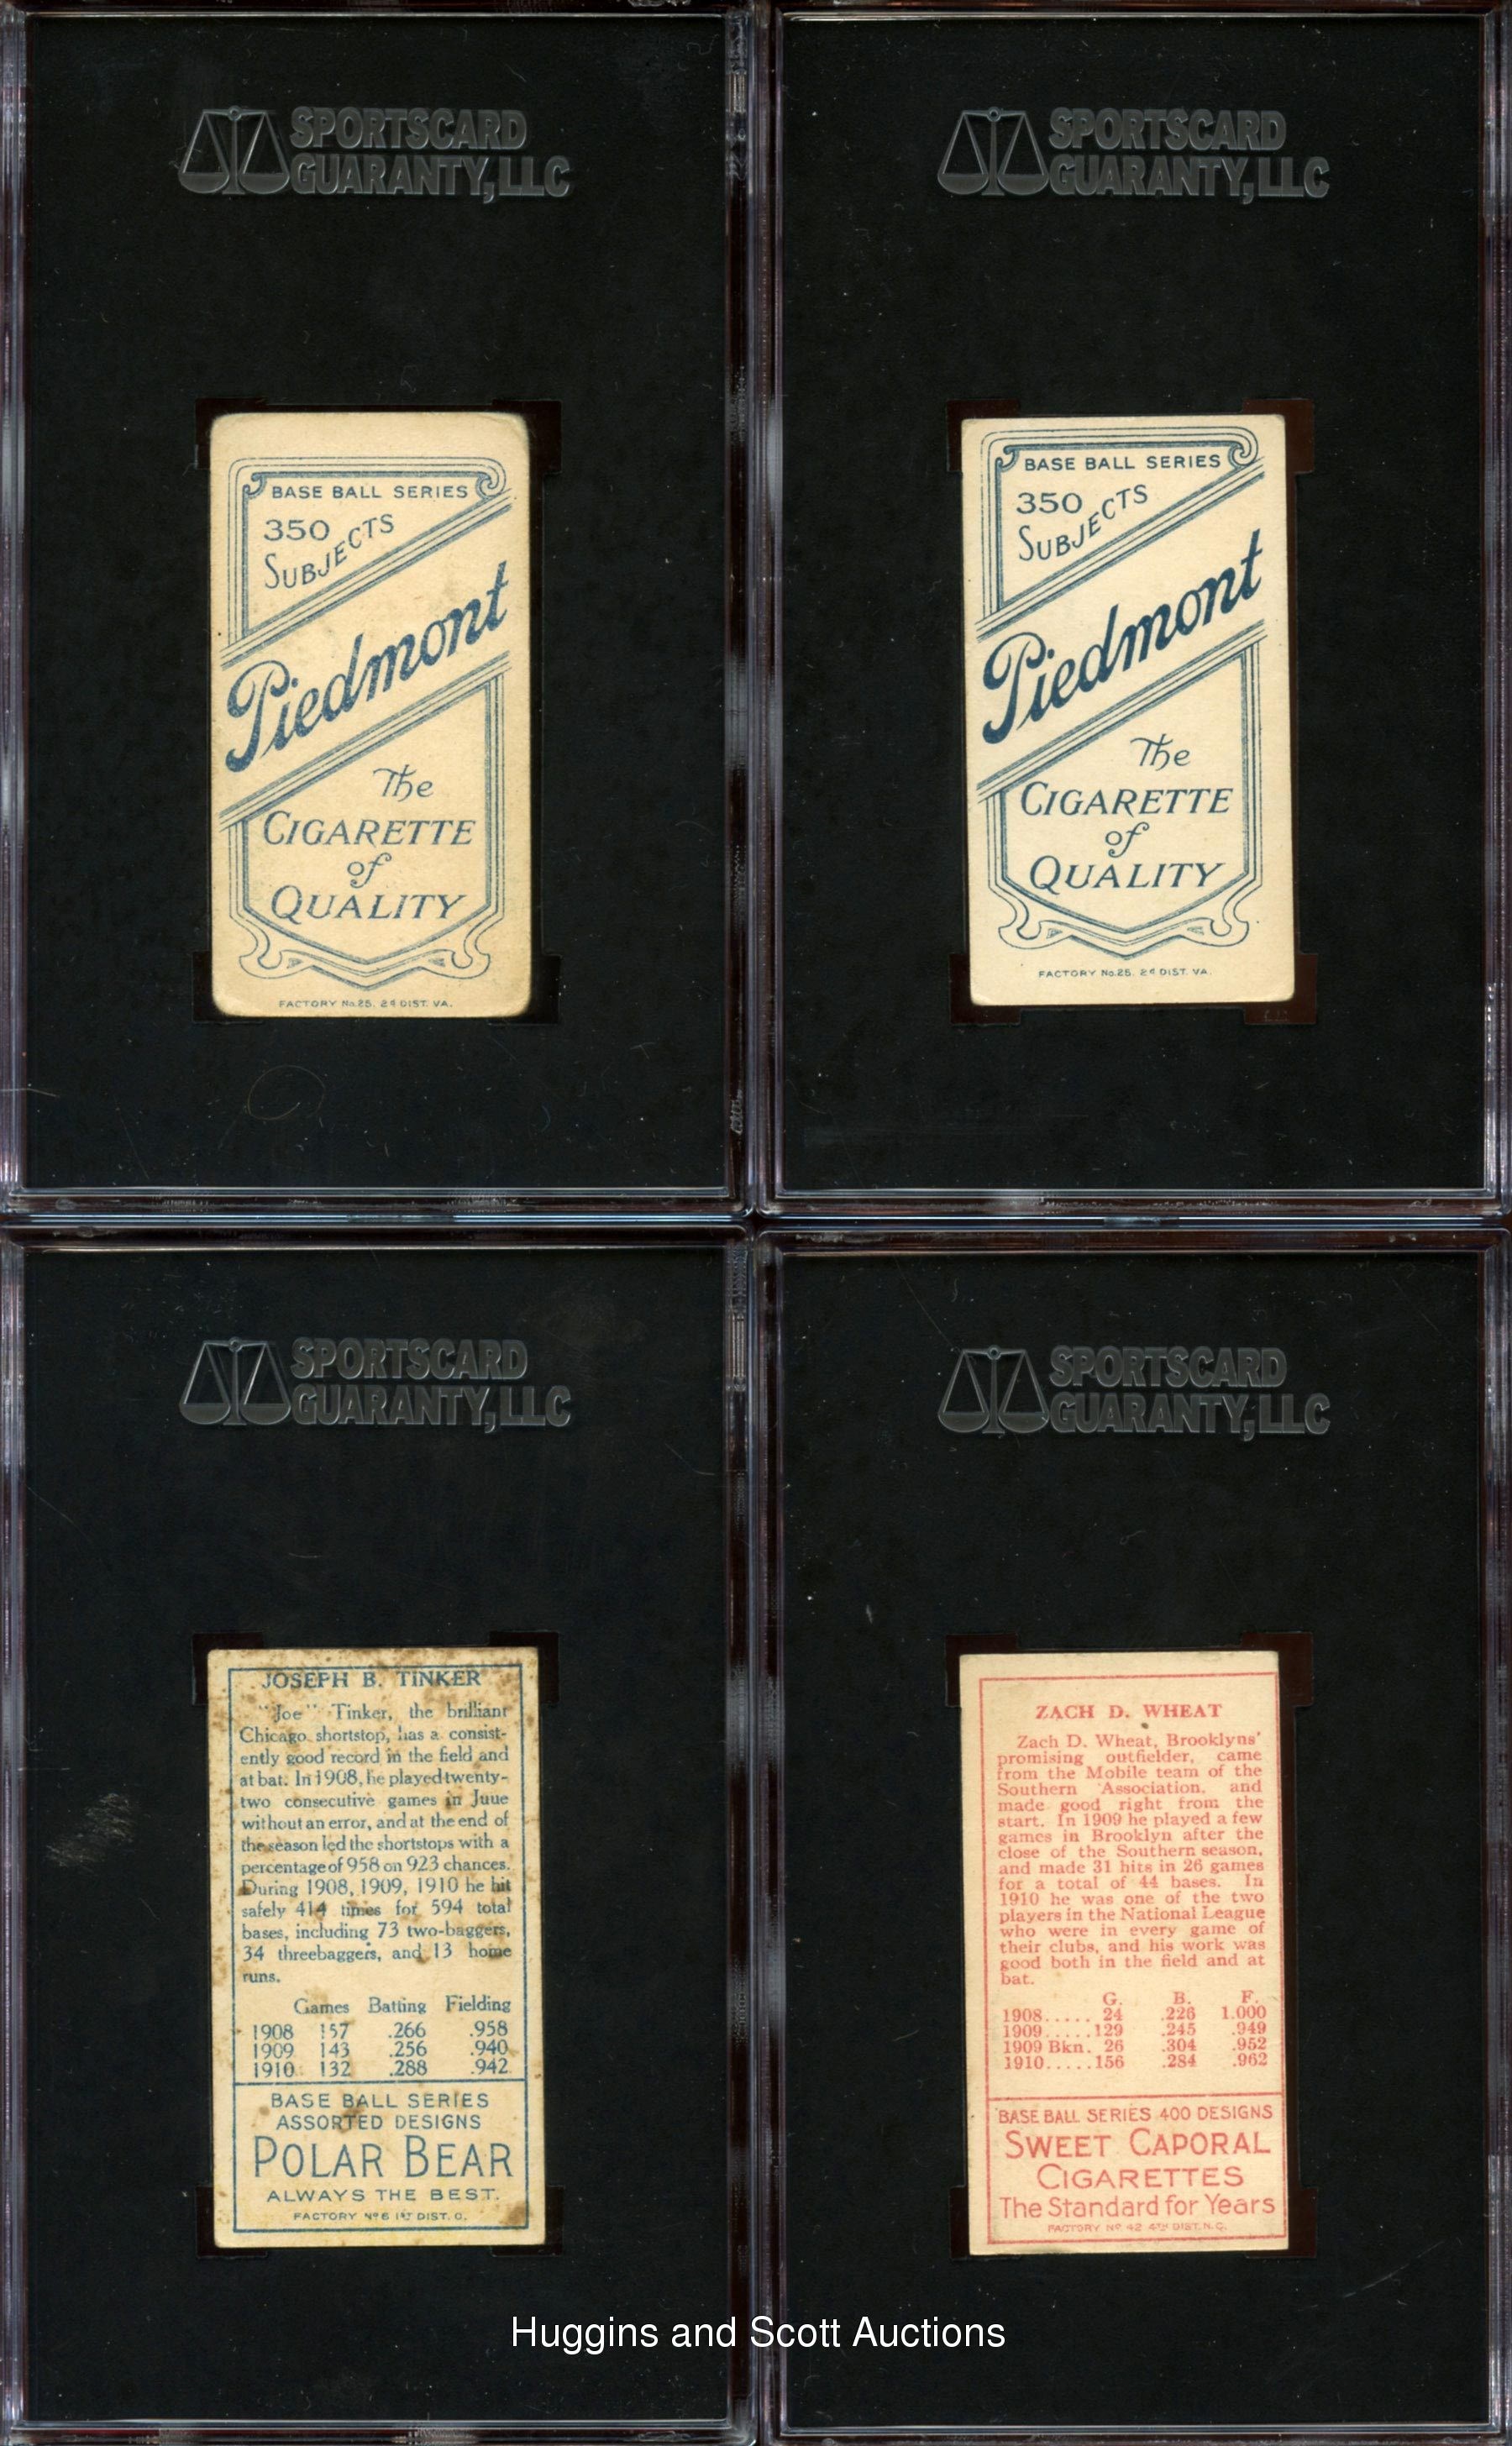 SPORTSCARD
GUARANTY, LLC
BASE BALL SERIES
350
SUBJECTS
Piedmont
The
CIGARETTE
of
QUALITY
FACTORY No.25. 2d DIST. VA.
SPORTSCARD
GUARANTY, LLC
BASE BALL SERIES
350
SUBJECTS
Piedmont
The
CIGARETTE
of
QUALITY
FACTORY No.25. 2d DIST. VA.
SPORTSCARD
GUARANTY, LLC
JOSEPH B. TINKER
"Joe" Tinker, the brilliant
Chicago shortstop, has a consist-
ently good record in the field and
at bat. In 1908, he played twenty-
two consecutive games in Juue
without an error, and at the end of
the season led the shortstops with a
percentage of 958 on 923 chances.
During 1908, 1909, 1910 he hit
safely 414 times for 594 total
bases, including 73 two-baggers,
34 threebaggers, and 13 home
runs.
Games Batting Fielding
1908 157 .266 .958
1909 143 .256 .940
1910 132 .288 .942
BASE BALL SERIES
ASSORTED DESIGNS
POLAR BEAR
ALWAYS THE BEST.
FACTORY No 6 1st DIST. O.
SPORTSCARD
GUARANTY, LLC
ZACH D. WHEAT
Zach D. Wheat, Brooklyns'
promising outfielder, came
from the Mobile team of the
Southern Association, and
made good right from the
start. In 1909 he played a few
games in Brooklyn after the
close of the Southern season,
and made 31 hits in 26 games
for a total of 44 bases. In
1910 he was one of the two
players in the National League
who were in every game of
their clubs, and his work was
good both in the field and at
bat.
G. B. F.
1908..... 24 .226 1.000
1909.....129 .245 .949
1909 Bkn. 26 .304 .952
1910.....156 .284 .962
BASE BALL SERIES 400 DESIGNS
SWEET CAPORAL
CIGARETTES
The Standard for Years
FACTORY No 42 4TH DIST. N.C.
Huggins and Scott Auctions